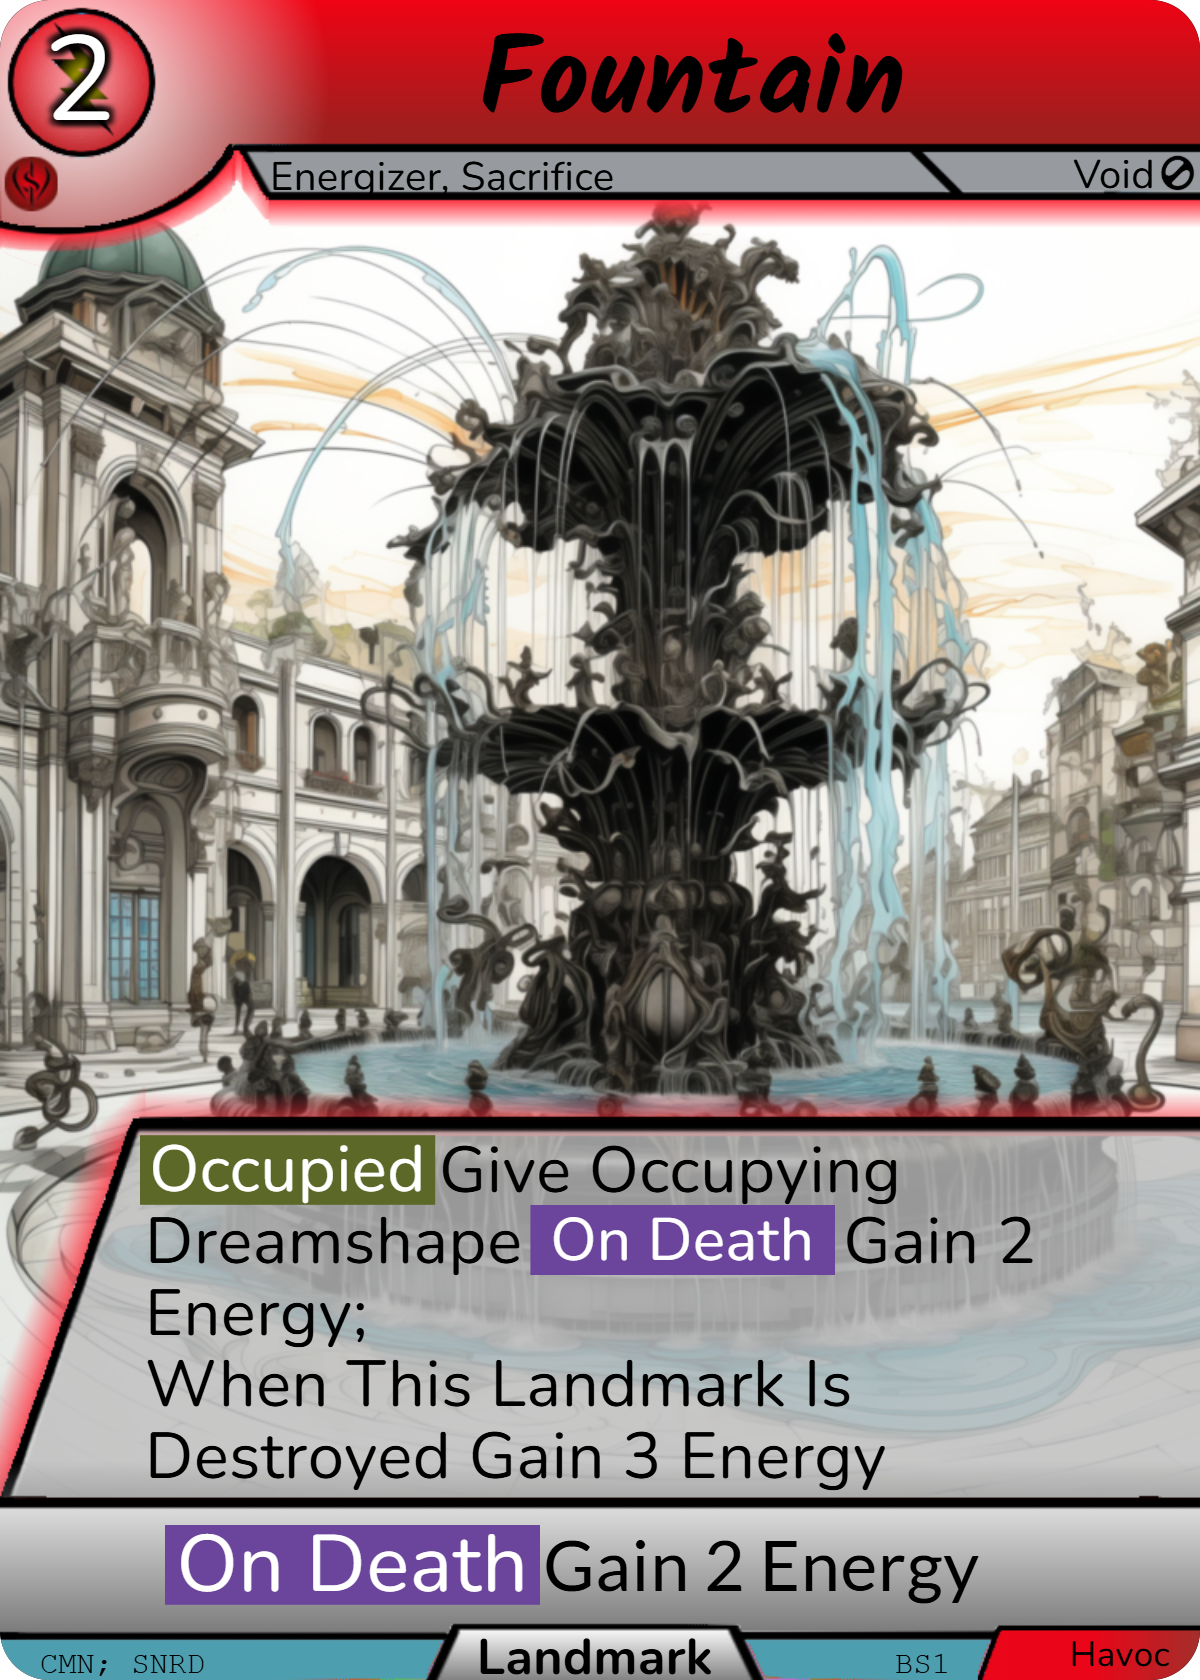 2
Fountain
Energizer, Sacrifice
Void
Occupied Give Occupying
Dreamshape On Death Gain 2
Energy;
When This Landmark Is
Destroyed Gain 3 Energy
On Death Gain 2 Energy
CMN; SNRD
Landmark
BS1
Havoc